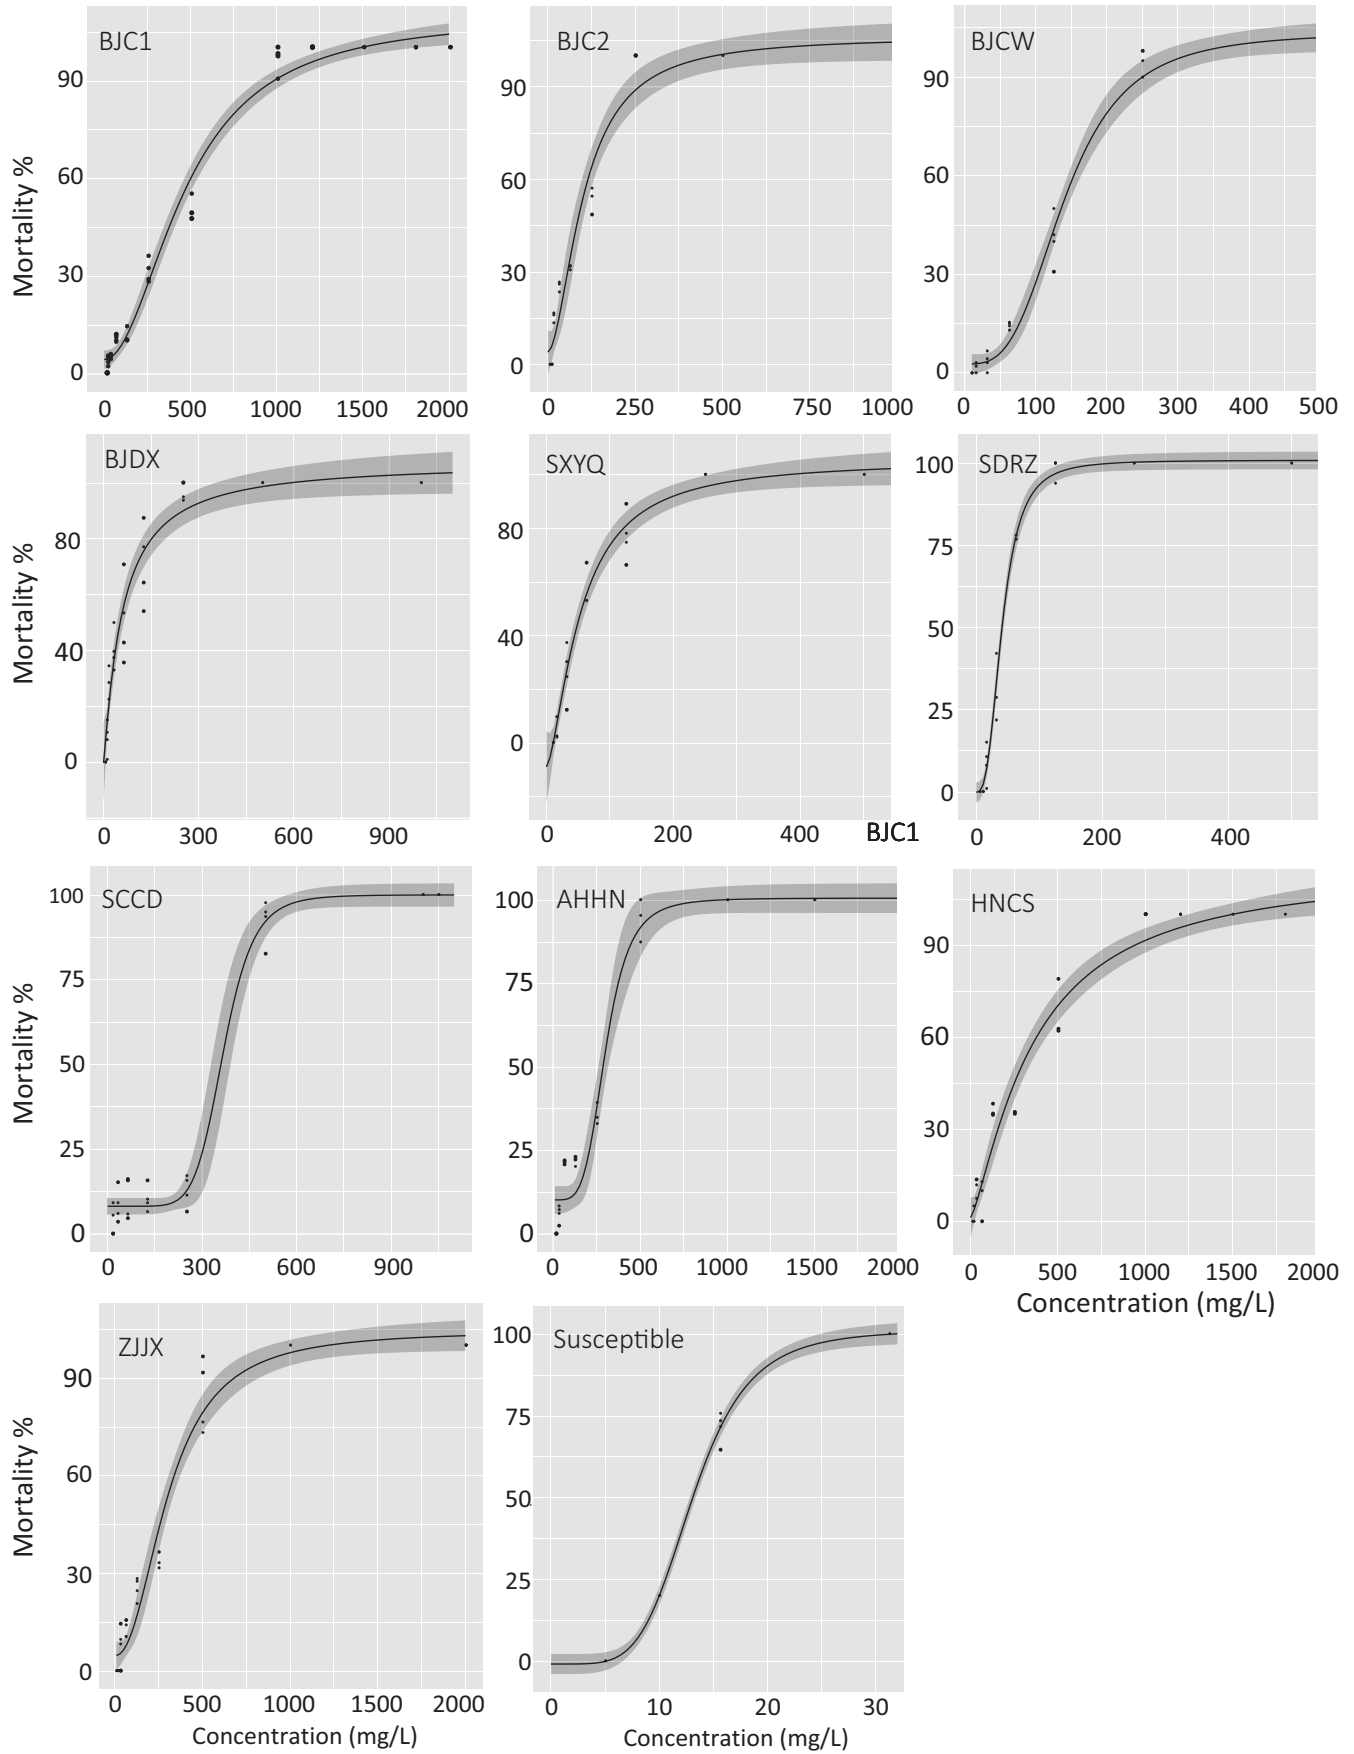 BJC1
BJC2
BJCW
Mortality %
90
60
30
0
90
60
30
0
90
60
30
0
0 500 1000 1500 2000
0 250 500 750 1000
0 100 200 300 400 500
BJDX
SXYQ
SDRZ
Mortality %
80
40
0
80
40
0
100
75
50
25
0
0 300 600 900
0 200 400 BJC1
0 200 400
SCCD
AHHN
HNCS
Mortality %
100
75
50
25
0
100
75
50
25
0
90
60
30
0
0 300 600 900
0 500 1000 1500 2000
0 500 1000 1500 2000
Concentration (mg/L)
ZJJX
Susceptible
Mortality %
90
60
30
0
100
75
50
25
0
0 500 1000 1500 2000
0 10 20 30
Concentration (mg/L)
Concentration (mg/L)